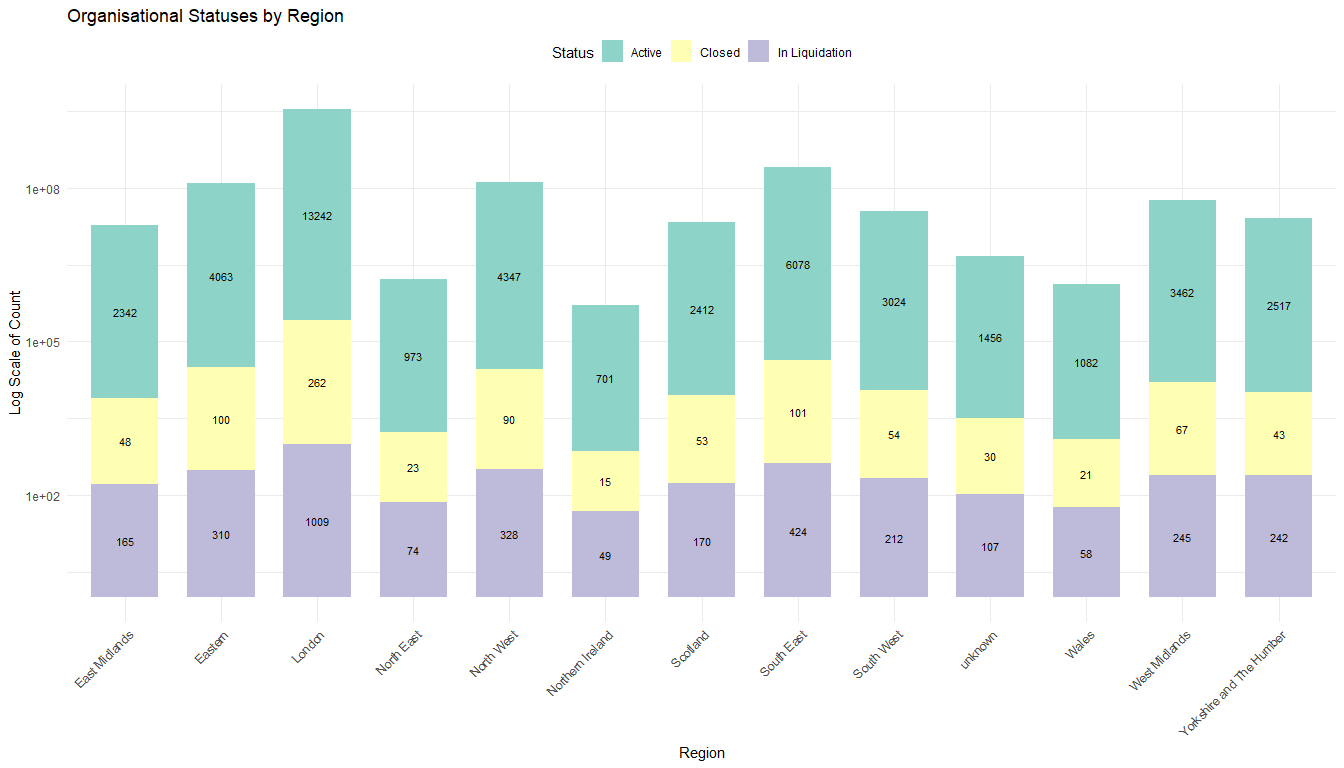 Organisational Statuses by Region
Status Active Closed In Liquidation
Log Scale of Count
1e+08
1e+05
1e+02
2342 4063 13242 973 4347 701 2412 6078 3024 1456 1082 3462 2517
48 100 262 23 90 15 53 101 54 30 21 67 43
165 310 1009 74 328 49 170 424 212 107 58 245 242
East Midlands Eastern London North East North West Northern Ireland Scotland South East South West unknown Wales West Midlands Yorkshire and The Humber
Region